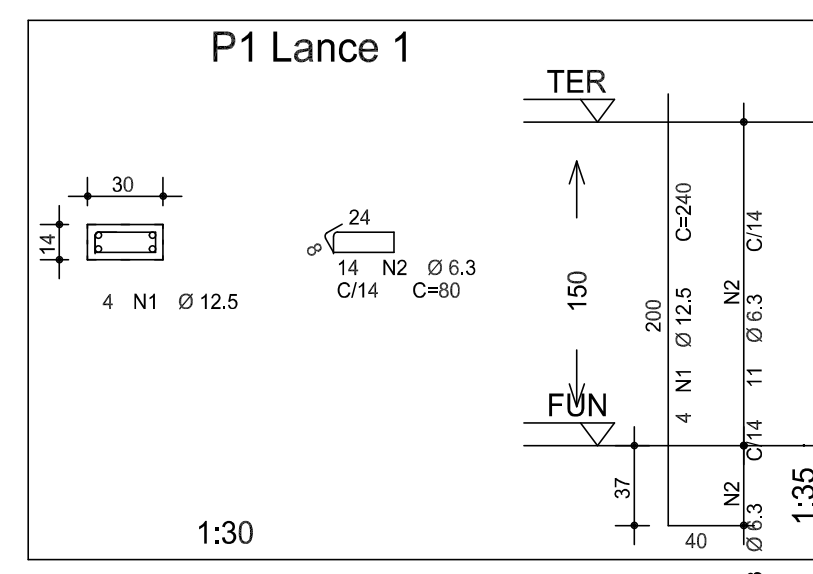 P1 Lance 1
TER
30
14
4 N1 Ø 12.5
24
8
14 N2 Ø 6.3
C/14 C=80
150
FUN
200
4 N1 Ø 12.5 C=240
11 N2 Ø 6.3 C/14
37
N2 Ø 6.3 C/14
40
1:30
1:35